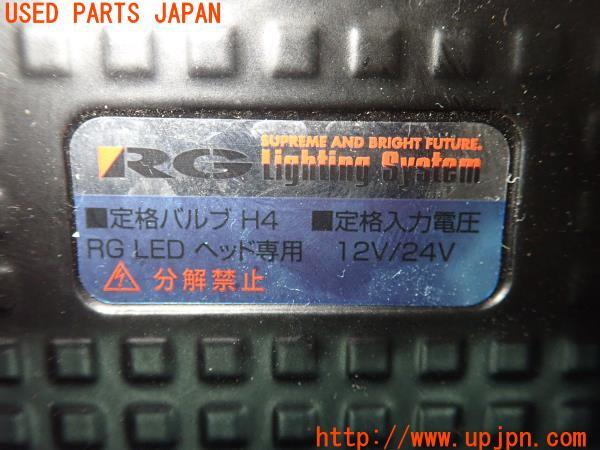 USED PARTS JAPAN
RG
SUPREME AND BRIGHT FUTURE.
Lighting System
■定格バルブ H4 ■定格入力電圧
RG LED ヘッド専用 12V/24V
分解禁止
http://www.upjpn.com